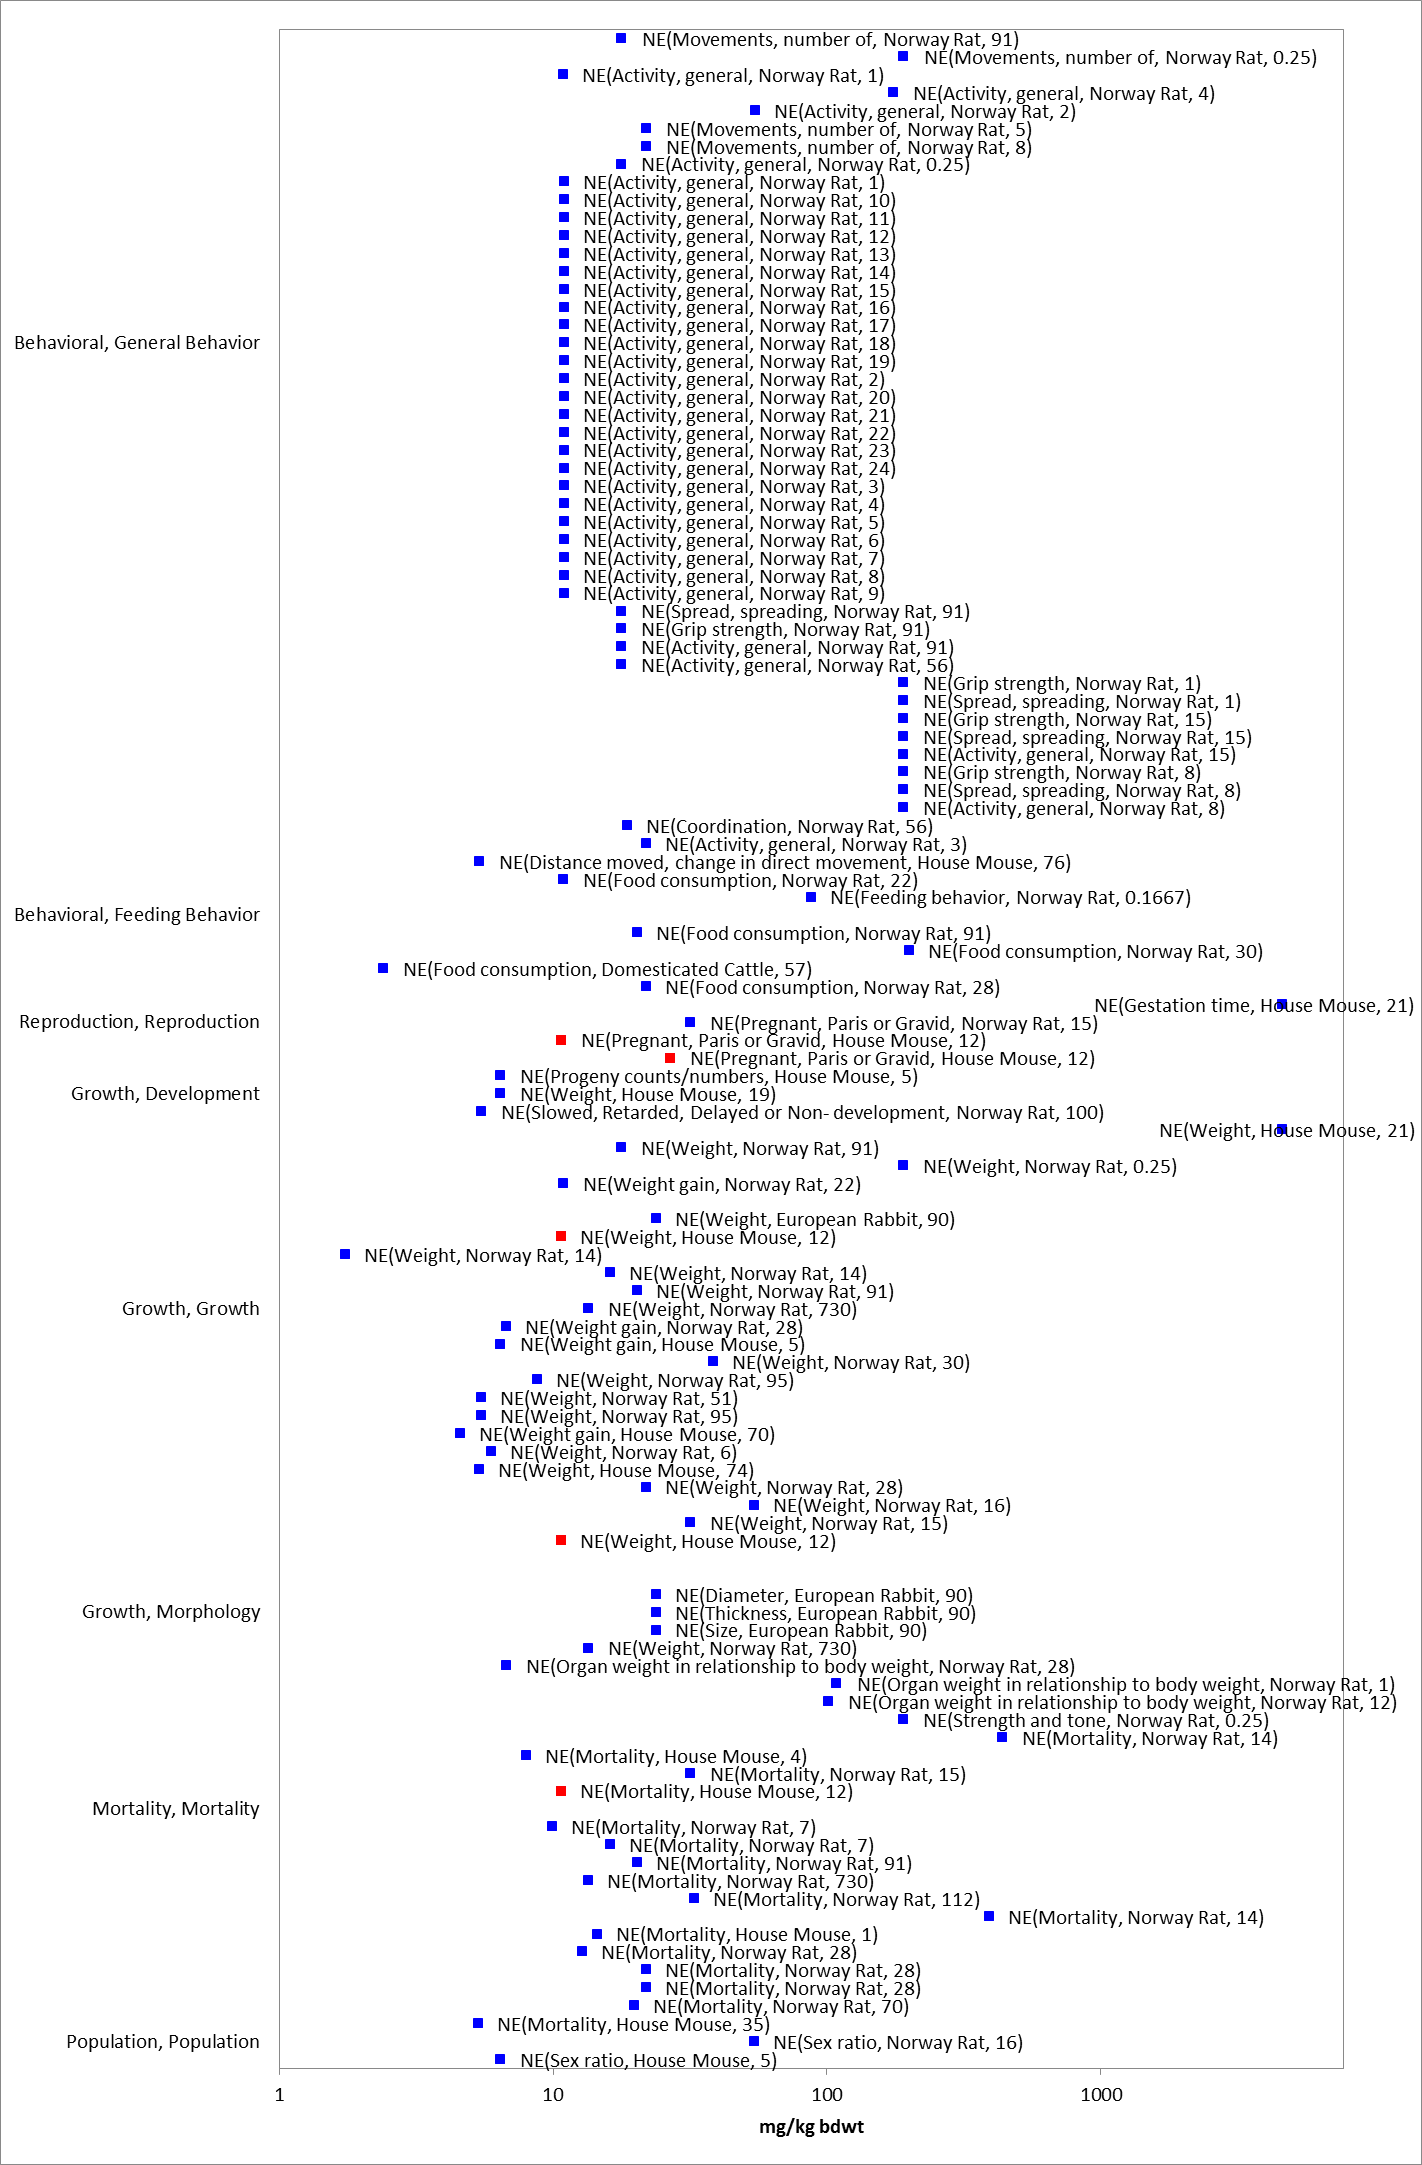 NE(Movements, number of, Norway Rat, 91)
NE(Movements, number of, Norway Rat, 0.25)
NE(Activity, general, Norway Rat, 1)
NE(Activity, general, Norway Rat, 4)
NE(Activity, general, Norway Rat, 2)
NE(Movements, number of, Norway Rat, 5)
NE(Movements, number of, Norway Rat, 8)
NE(Activity, general, Norway Rat, 0.25)
NE(Activity, general, Norway Rat, 1)
NE(Activity, general, Norway Rat, 10)
NE(Activity, general, Norway Rat, 11)
NE(Activity, general, Norway Rat, 12)
NE(Activity, general, Norway Rat, 13)
NE(Activity, general, Norway Rat, 14)
NE(Activity, general, Norway Rat, 15)
NE(Activity, general, Norway Rat, 16)
NE(Activity, general, Norway Rat, 17)
Behavioral, General Behavior
NE(Activity, general, Norway Rat, 18)
NE(Activity, general, Norway Rat, 19)
NE(Activity, general, Norway Rat, 2)
NE(Activity, general, Norway Rat, 20)
NE(Activity, general, Norway Rat, 21)
NE(Activity, general, Norway Rat, 22)
NE(Activity, general, Norway Rat, 23)
NE(Activity, general, Norway Rat, 24)
NE(Activity, general, Norway Rat, 3)
NE(Activity, general, Norway Rat, 4)
NE(Activity, general, Norway Rat, 5)
NE(Activity, general, Norway Rat, 6)
NE(Activity, general, Norway Rat, 7)
NE(Activity, general, Norway Rat, 8)
NE(Activity, general, Norway Rat, 9)
NE(Spread, spreading, Norway Rat, 91)
NE(Grip strength, Norway Rat, 91)
NE(Activity, general, Norway Rat, 91)
NE(Activity, general, Norway Rat, 56)
NE(Grip strength, Norway Rat, 1)
NE(Spread, spreading, Norway Rat, 1)
NE(Grip strength, Norway Rat, 15)
NE(Spread, spreading, Norway Rat, 15)
NE(Activity, general, Norway Rat, 15)
NE(Grip strength, Norway Rat, 8)
NE(Spread, spreading, Norway Rat, 8)
NE(Activity, general, Norway Rat, 8)
NE(Coordination, Norway Rat, 56)
NE(Activity, general, Norway Rat, 3)
NE(Distance moved, change in direct movement, House Mouse, 76)
NE(Food consumption, Norway Rat, 22)
NE(Feeding behavior, Norway Rat, 0.1667)
Behavioral, Feeding Behavior
NE(Food consumption, Norway Rat, 91)
NE(Food consumption, Norway Rat, 30)
NE(Food consumption, Domesticated Cattle, 57)
NE(Food consumption, Norway Rat, 28)
NE(Gestation time, House Mouse, 21)
Reproduction, Reproduction
NE(Pregnant, Paris or Gravid, Norway Rat, 15)
NE(Pregnant, Paris or Gravid, House Mouse, 12)
NE(Pregnant, Paris or Gravid, House Mouse, 12)
NE(Progeny counts/numbers, House Mouse, 5)
Growth, Development
NE(Weight, House Mouse, 19)
NE(Slowed, Retarded, Delayed or Non- development, Norway Rat, 100)
NE(Weight, House Mouse, 21)
NE(Weight, Norway Rat, 91)
NE(Weight, Norway Rat, 0.25)
NE(Weight gain, Norway Rat, 22)
NE(Weight, European Rabbit, 90)
NE(Weight, House Mouse, 12)
NE(Weight, Norway Rat, 14)
NE(Weight, Norway Rat, 14)
NE(Weight, Norway Rat, 91)
Growth, Growth
NE(Weight, Norway Rat, 730)
NE(Weight gain, Norway Rat, 28)
NE(Weight gain, House Mouse, 5)
NE(Weight, Norway Rat, 30)
NE(Weight, Norway Rat, 95)
NE(Weight, Norway Rat, 51)
NE(Weight, Norway Rat, 95)
NE(Weight gain, House Mouse, 70)
NE(Weight, Norway Rat, 6)
NE(Weight, House Mouse, 74)
NE(Weight, Norway Rat, 28)
NE(Weight, Norway Rat, 16)
NE(Weight, Norway Rat, 15)
NE(Weight, House Mouse, 12)
NE(Diameter, European Rabbit, 90)
Growth, Morphology
NE(Thickness, European Rabbit, 90)
NE(Size, European Rabbit, 90)
NE(Weight, Norway Rat, 730)
NE(Organ weight in relationship to body weight, Norway Rat, 28)
NE(Organ weight in relationship to body weight, Norway Rat, 1)
NE(Organ weight in relationship to body weight, Norway Rat, 12)
NE(Strength and tone, Norway Rat, 0.25)
NE(Mortality, Norway Rat, 14)
NE(Mortality, House Mouse, 4)
NE(Mortality, Norway Rat, 15)
NE(Mortality, House Mouse, 12)
Mortality, Mortality
NE(Mortality, Norway Rat, 7)
NE(Mortality, Norway Rat, 7)
NE(Mortality, Norway Rat, 91)
NE(Mortality, Norway Rat, 730)
NE(Mortality, Norway Rat, 112)
NE(Mortality, Norway Rat, 14)
NE(Mortality, House Mouse, 1)
NE(Mortality, Norway Rat, 28)
NE(Mortality, Norway Rat, 28)
NE(Mortality, Norway Rat, 28)
NE(Mortality, Norway Rat, 70)
NE(Mortality, House Mouse, 35)
Population, Population
NE(Sex ratio, Norway Rat, 16)
NE(Sex ratio, House Mouse, 5)
1 10 100 1000
mg/kg bdwt